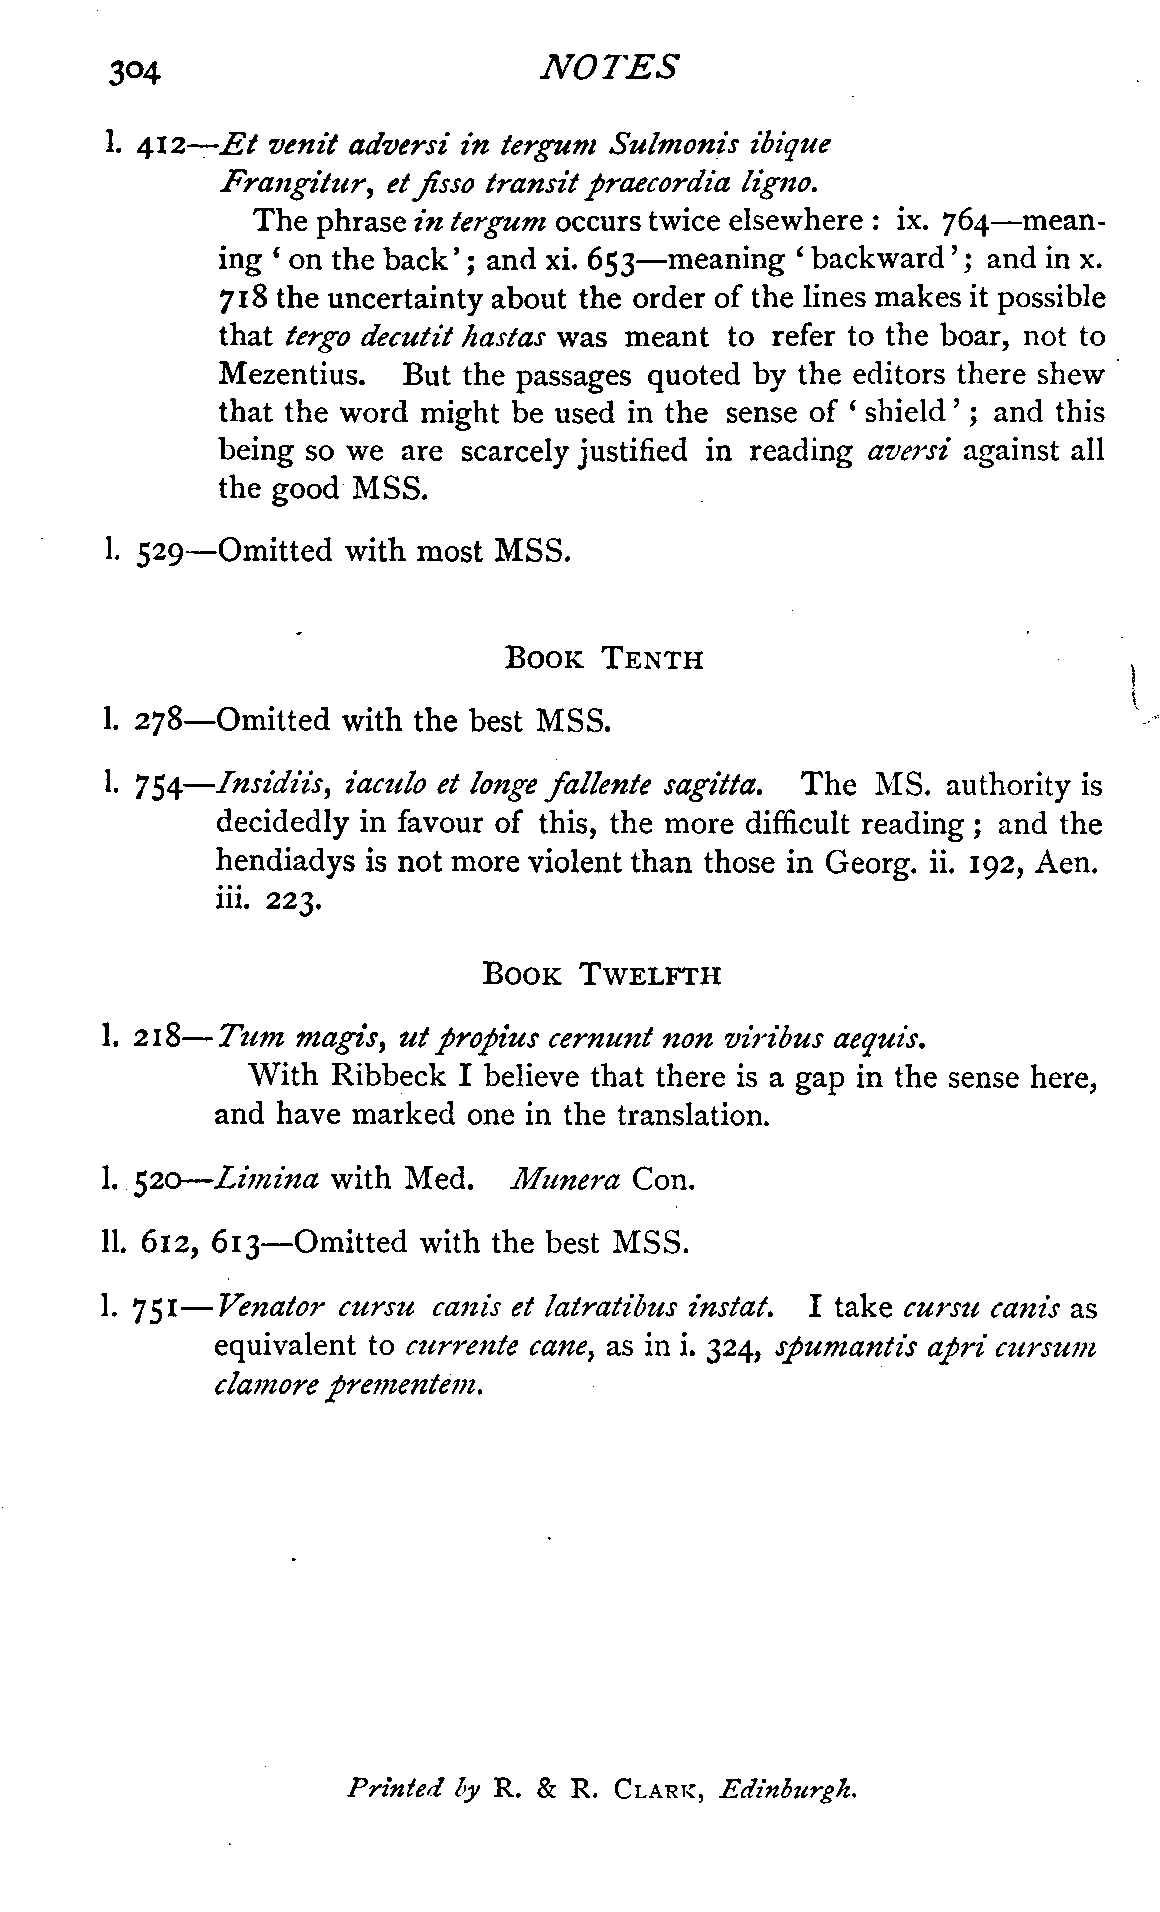 304 NOTES
l. 412—Et venit adversi in tergum Sulmonis ibique
Frangitur, et fisso transit praecordia ligno.
The phrase in tergum occurs twice elsewhere : ix. 764—mean-
ing ‘ on the back’ ; and xi. 653—meaning ‘ backward’ ; and in x.
718 the uncertainty about the order of the lines makes it possible
that tergo decutit hastas was meant to refer to the boar, not to
Mezentius. But the passages quoted by the editors there shew
that the word might be used in the sense of ‘ shield’ ; and this
being so we are scarcely justified in reading aversi against all
the good MSS.
l. 529—Omitted with most MSS.
BOOK TENTH
l. 278—Omitted with the best MSS.
l. 754—Insidiis, iaculo et longe fallente sagitta. The MS. authority is
decidedly in favour of this, the more difficult reading ; and the
hendiadys is not more violent than those in Georg. ii. 192, Aen.
iii. 223.
BOOK TWELFTH
l. 218—Tum magis, ut propius cernunt non viribus aequis.
With Ribbeck I believe that there is a gap in the sense here,
and have marked one in the translation.
l. 520—Limina with Med. Munera Con.
ll. 612, 613—Omitted with the best MSS.
l. 751—Venator cursu canis et latratibus instat. I take cursu canis as
equivalent to currente cane, as in i. 324, spumantis apri cursum
clamore prementem.
Printed by R. & R. CLARK, Edinburgh.